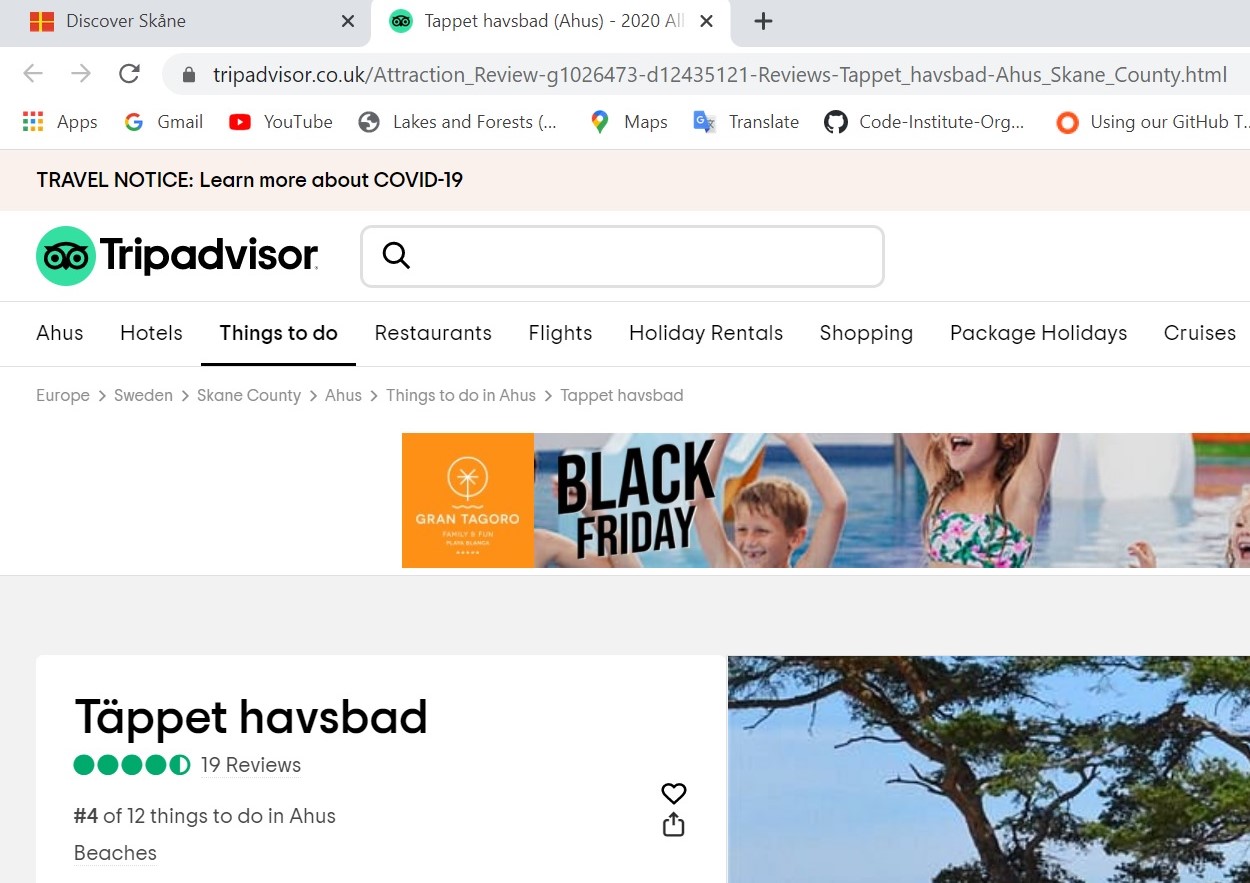 Discover Skåne
Tappet havsbad (Ahus) - 2020 All
tripadvisor.co.uk/Attraction_Review-g1026473-d12435121-Reviews-Tappet_havsbad-Ahus_Skane_County.html
Apps Gmail YouTube Lakes and Forests (... Maps Translate Code-Institute-Org... Using our GitHub T...
TRAVEL NOTICE: Learn more about COVID-19
Tripadvisor
Ahus Hotels Things to do Restaurants Flights Holiday Rentals Shopping Package Holidays Cruises
Europe > Sweden > Skane County > Ahus > Things to do in Ahus > Tappet havsbad
GRAN TAGORO
FAMILY & FUN
PLAYA BLANCA
BLACK
FRIDAY
Täppet havsbad
19 Reviews
#4 of 12 things to do in Ahus
Beaches